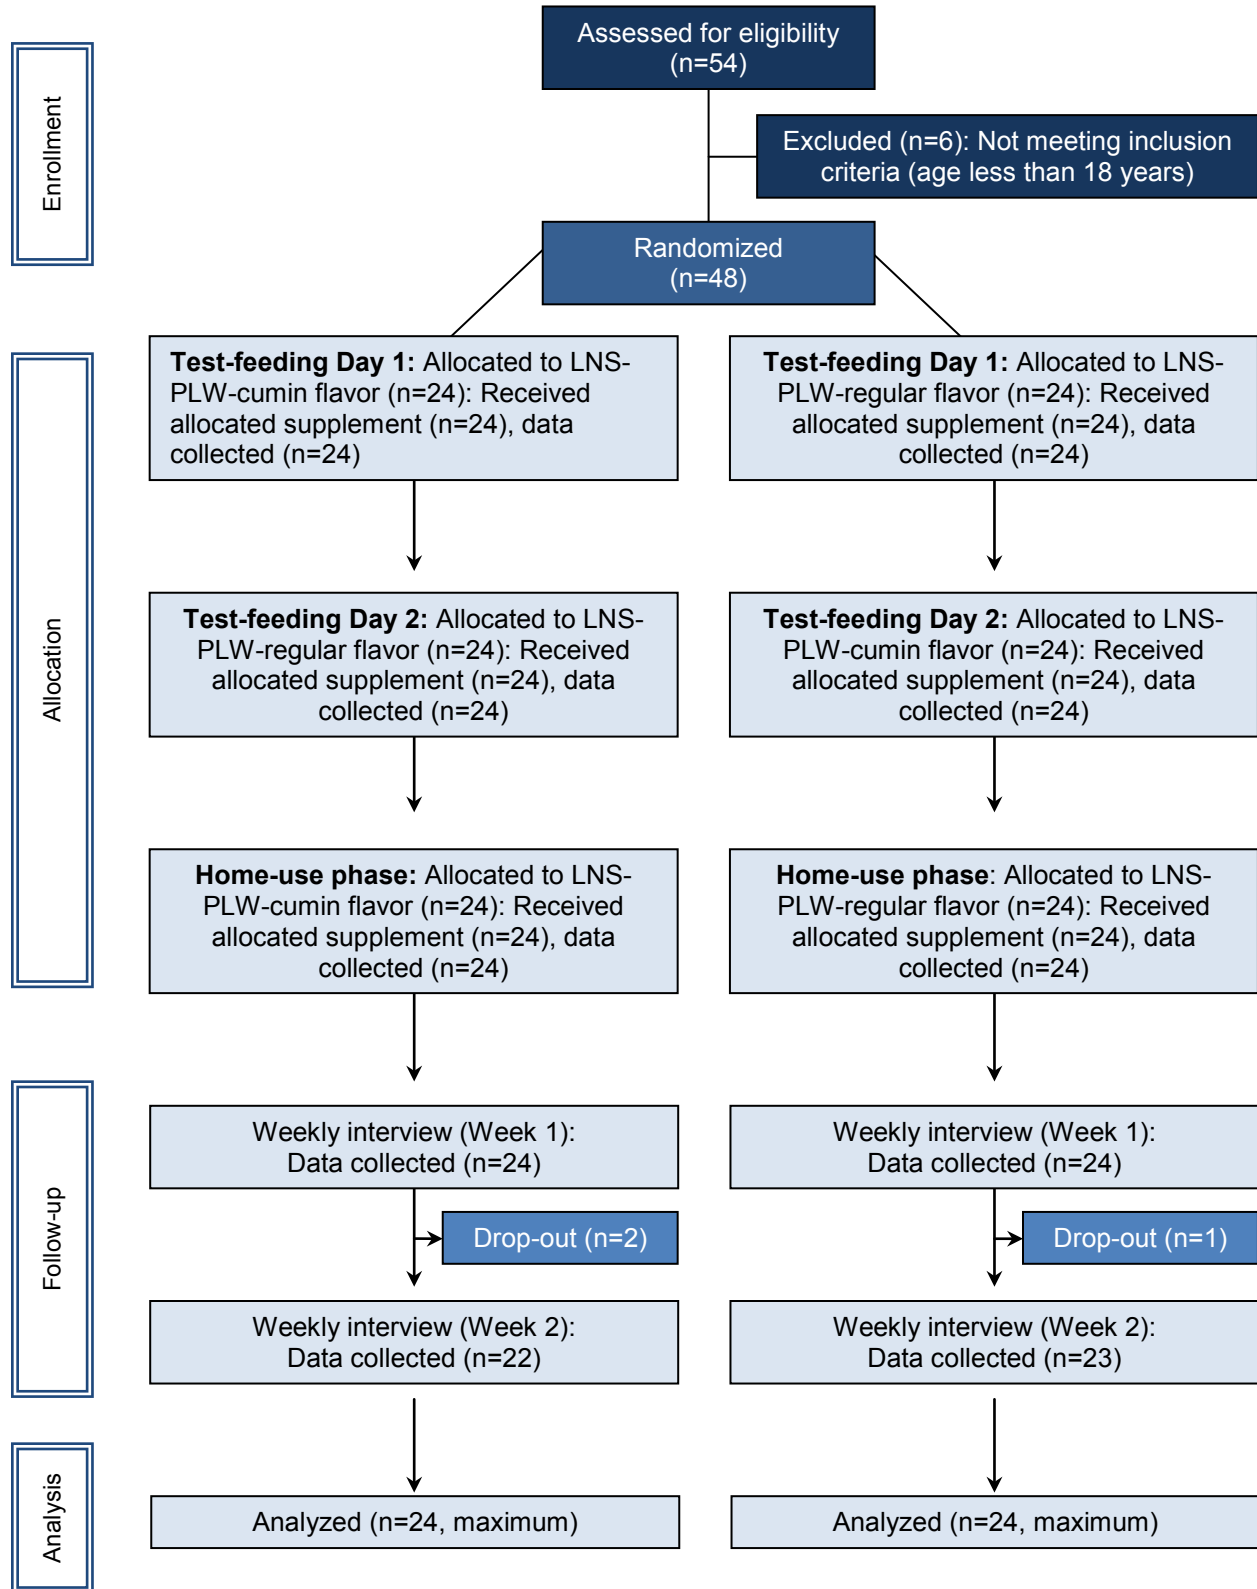 Enrollment
Assessed for eligibility
(n=54)
Excluded (n=6): Not meeting inclusion
criteria (age less than 18 years)
Randomized
(n=48)
Allocation
Test-feeding Day 1: Allocated to LNS-
PLW-cumin flavor (n=24): Received
allocated supplement (n=24), data
collected (n=24)
Test-feeding Day 1: Allocated to LNS-
PLW-regular flavor (n=24): Received
allocated supplement (n=24), data
collected (n=24)
Test-feeding Day 2: Allocated to LNS-
PLW-regular flavor (n=24): Received
allocated supplement (n=24), data
collected (n=24)
Test-feeding Day 2: Allocated to LNS-
PLW-cumin flavor (n=24): Received
allocated supplement (n=24), data
collected (n=24)
Home-use phase: Allocated to LNS-
PLW-cumin flavor (n=24): Received
allocated supplement (n=24), data
collected (n=24)
Home-use phase: Allocated to LNS-
PLW-regular flavor (n=24): Received
allocated supplement (n=24), data
collected (n=24)
Follow-up
Weekly interview (Week 1):
Data collected (n=24)
Weekly interview (Week 1):
Data collected (n=24)
Drop-out (n=2)
Drop-out (n=1)
Weekly interview (Week 2):
Data collected (n=22)
Weekly interview (Week 2):
Data collected (n=23)
Analysis
Analyzed (n=24, maximum)
Analyzed (n=24, maximum)